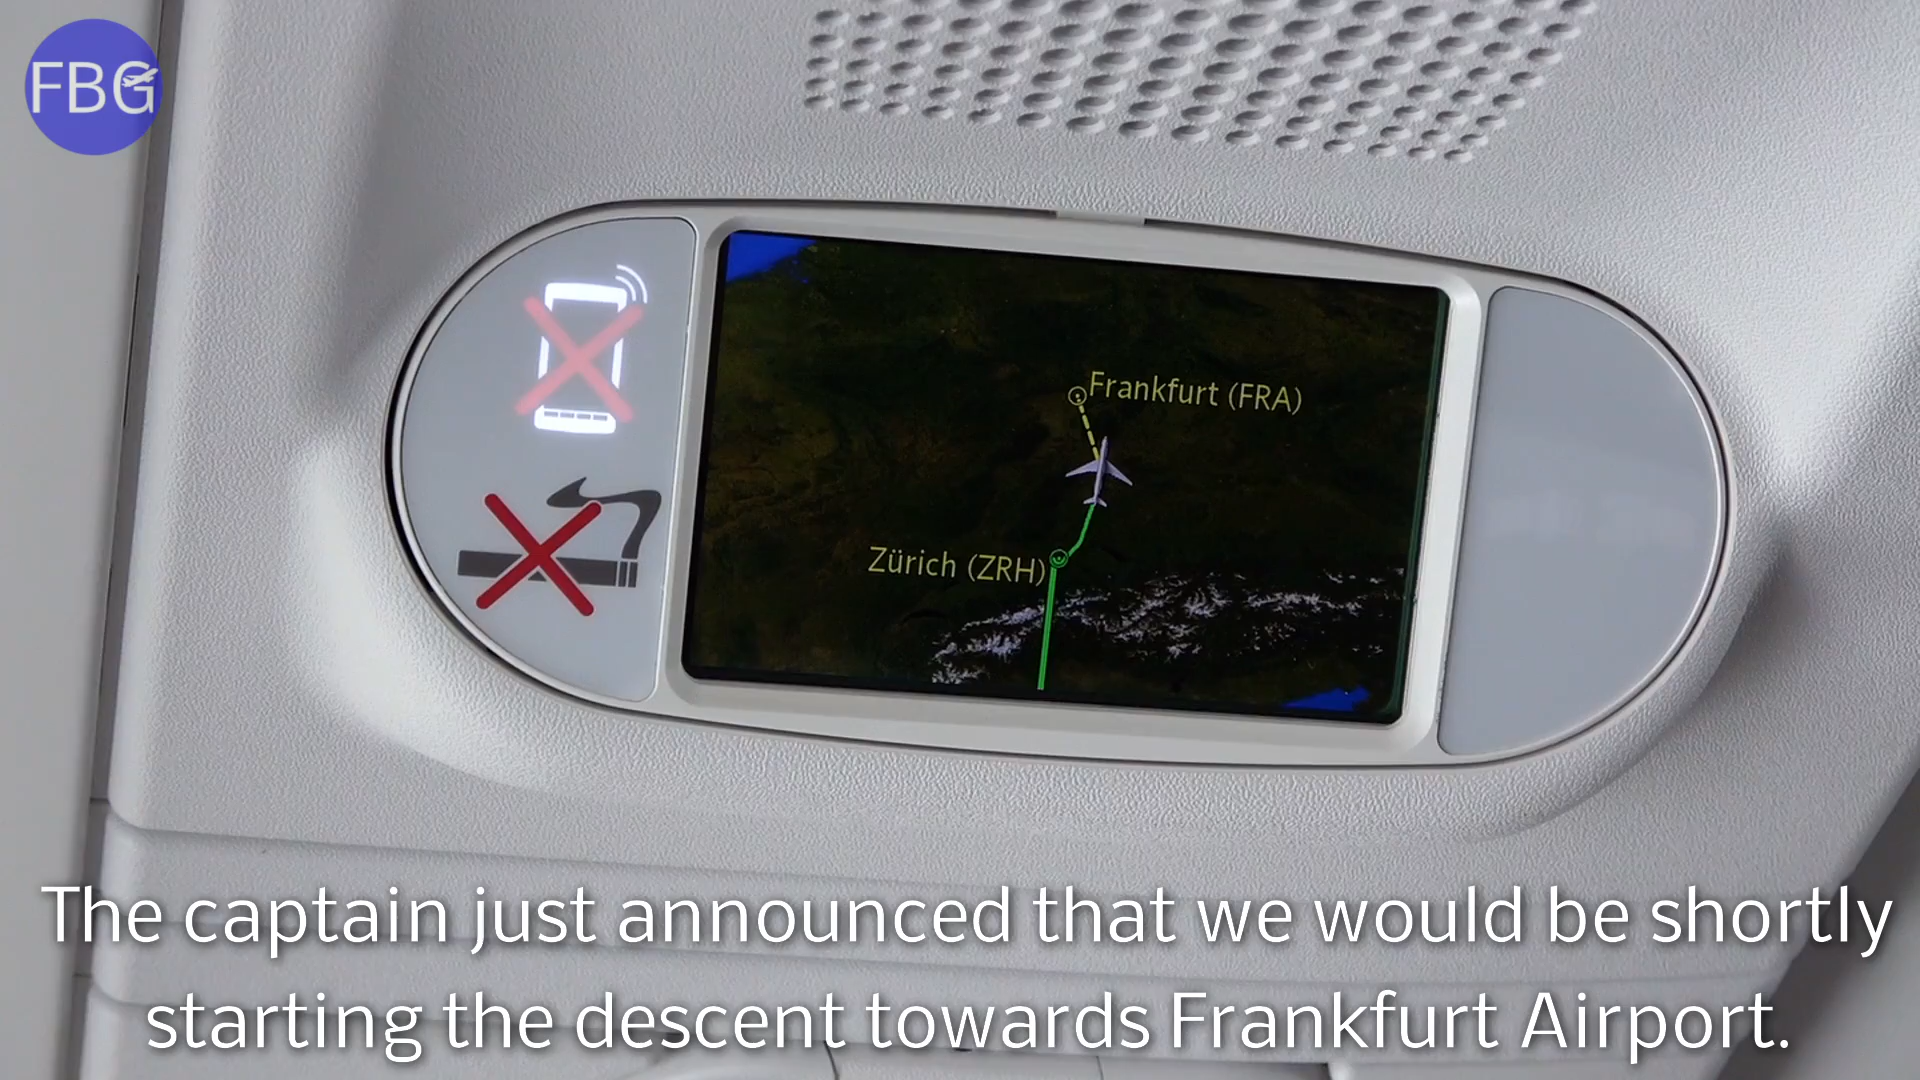 FBG
Frankfurt (FRA)
Zürich (ZRH)
The captain just announced that we would be shortly
starting the descent towards Frankfurt Airport.